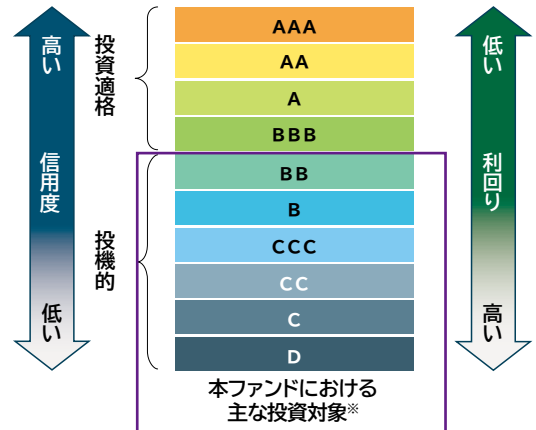 高い
信用度
低い
投資適格
投機的
AAA
AA
A
BBB
BB
B
CCC
CC
C
D
本ファンドにおける
主な投資対象※
低い
利回り
高い